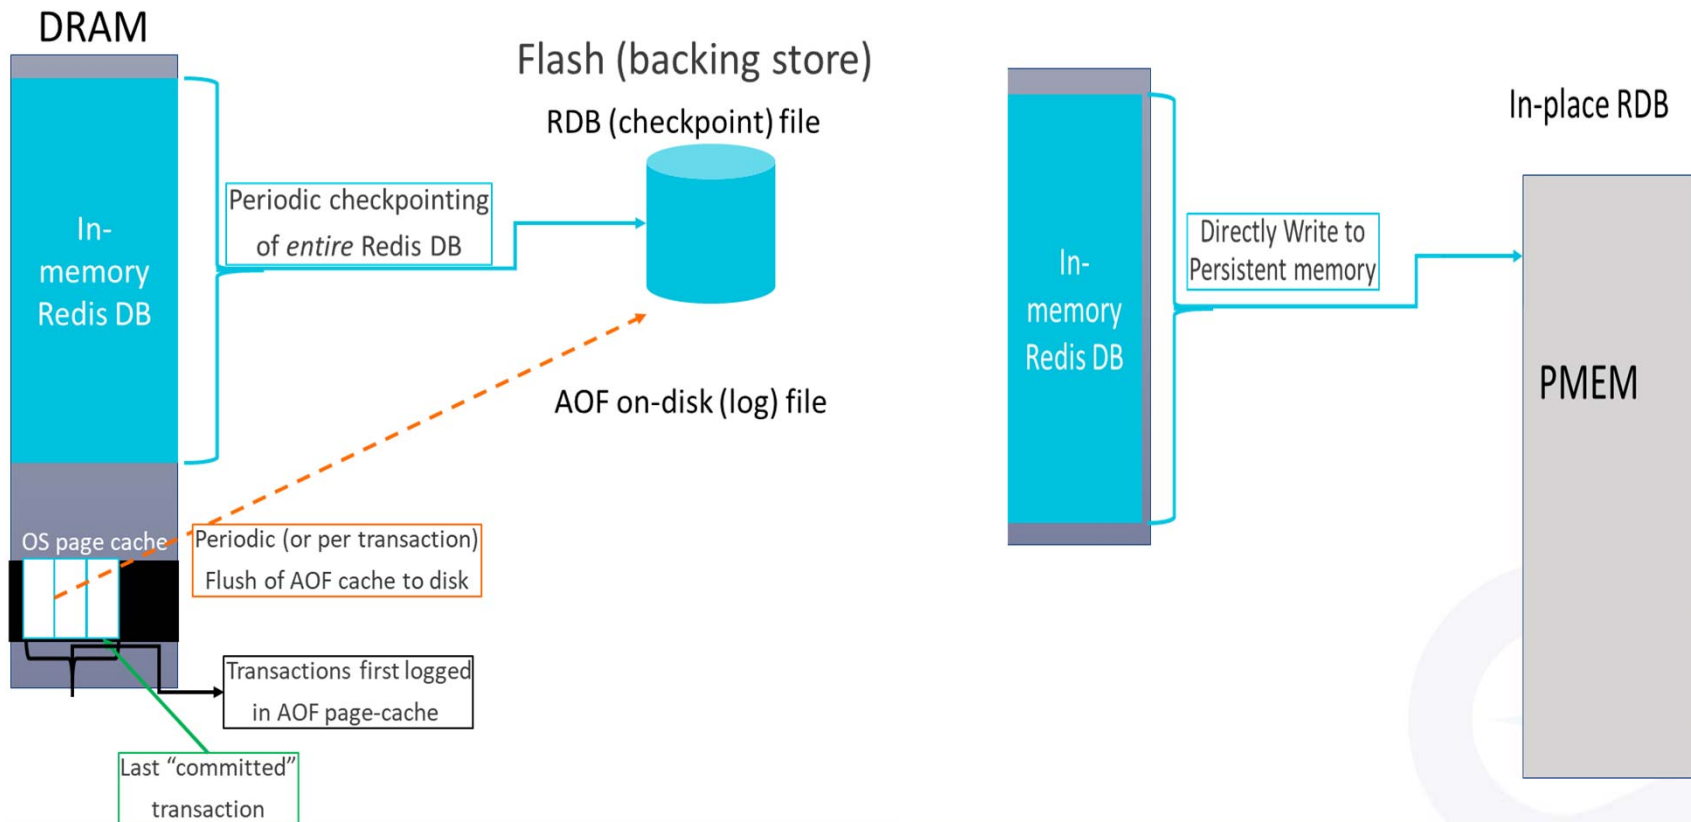 DRAM
Flash (backing store)
RDB (checkpoint) file
Periodic checkpointing
of entire Redis DB
In-
memory
Redis DB
AOF on-disk (log) file
OS page cache
Periodic (or per transaction)
Flush of AOF cache to disk
Transactions first logged
in AOF page-cache
Last “committed”
transaction
In-place RDB
Directly Write to
Persistent memory
In-
memory
Redis DB
PMEM